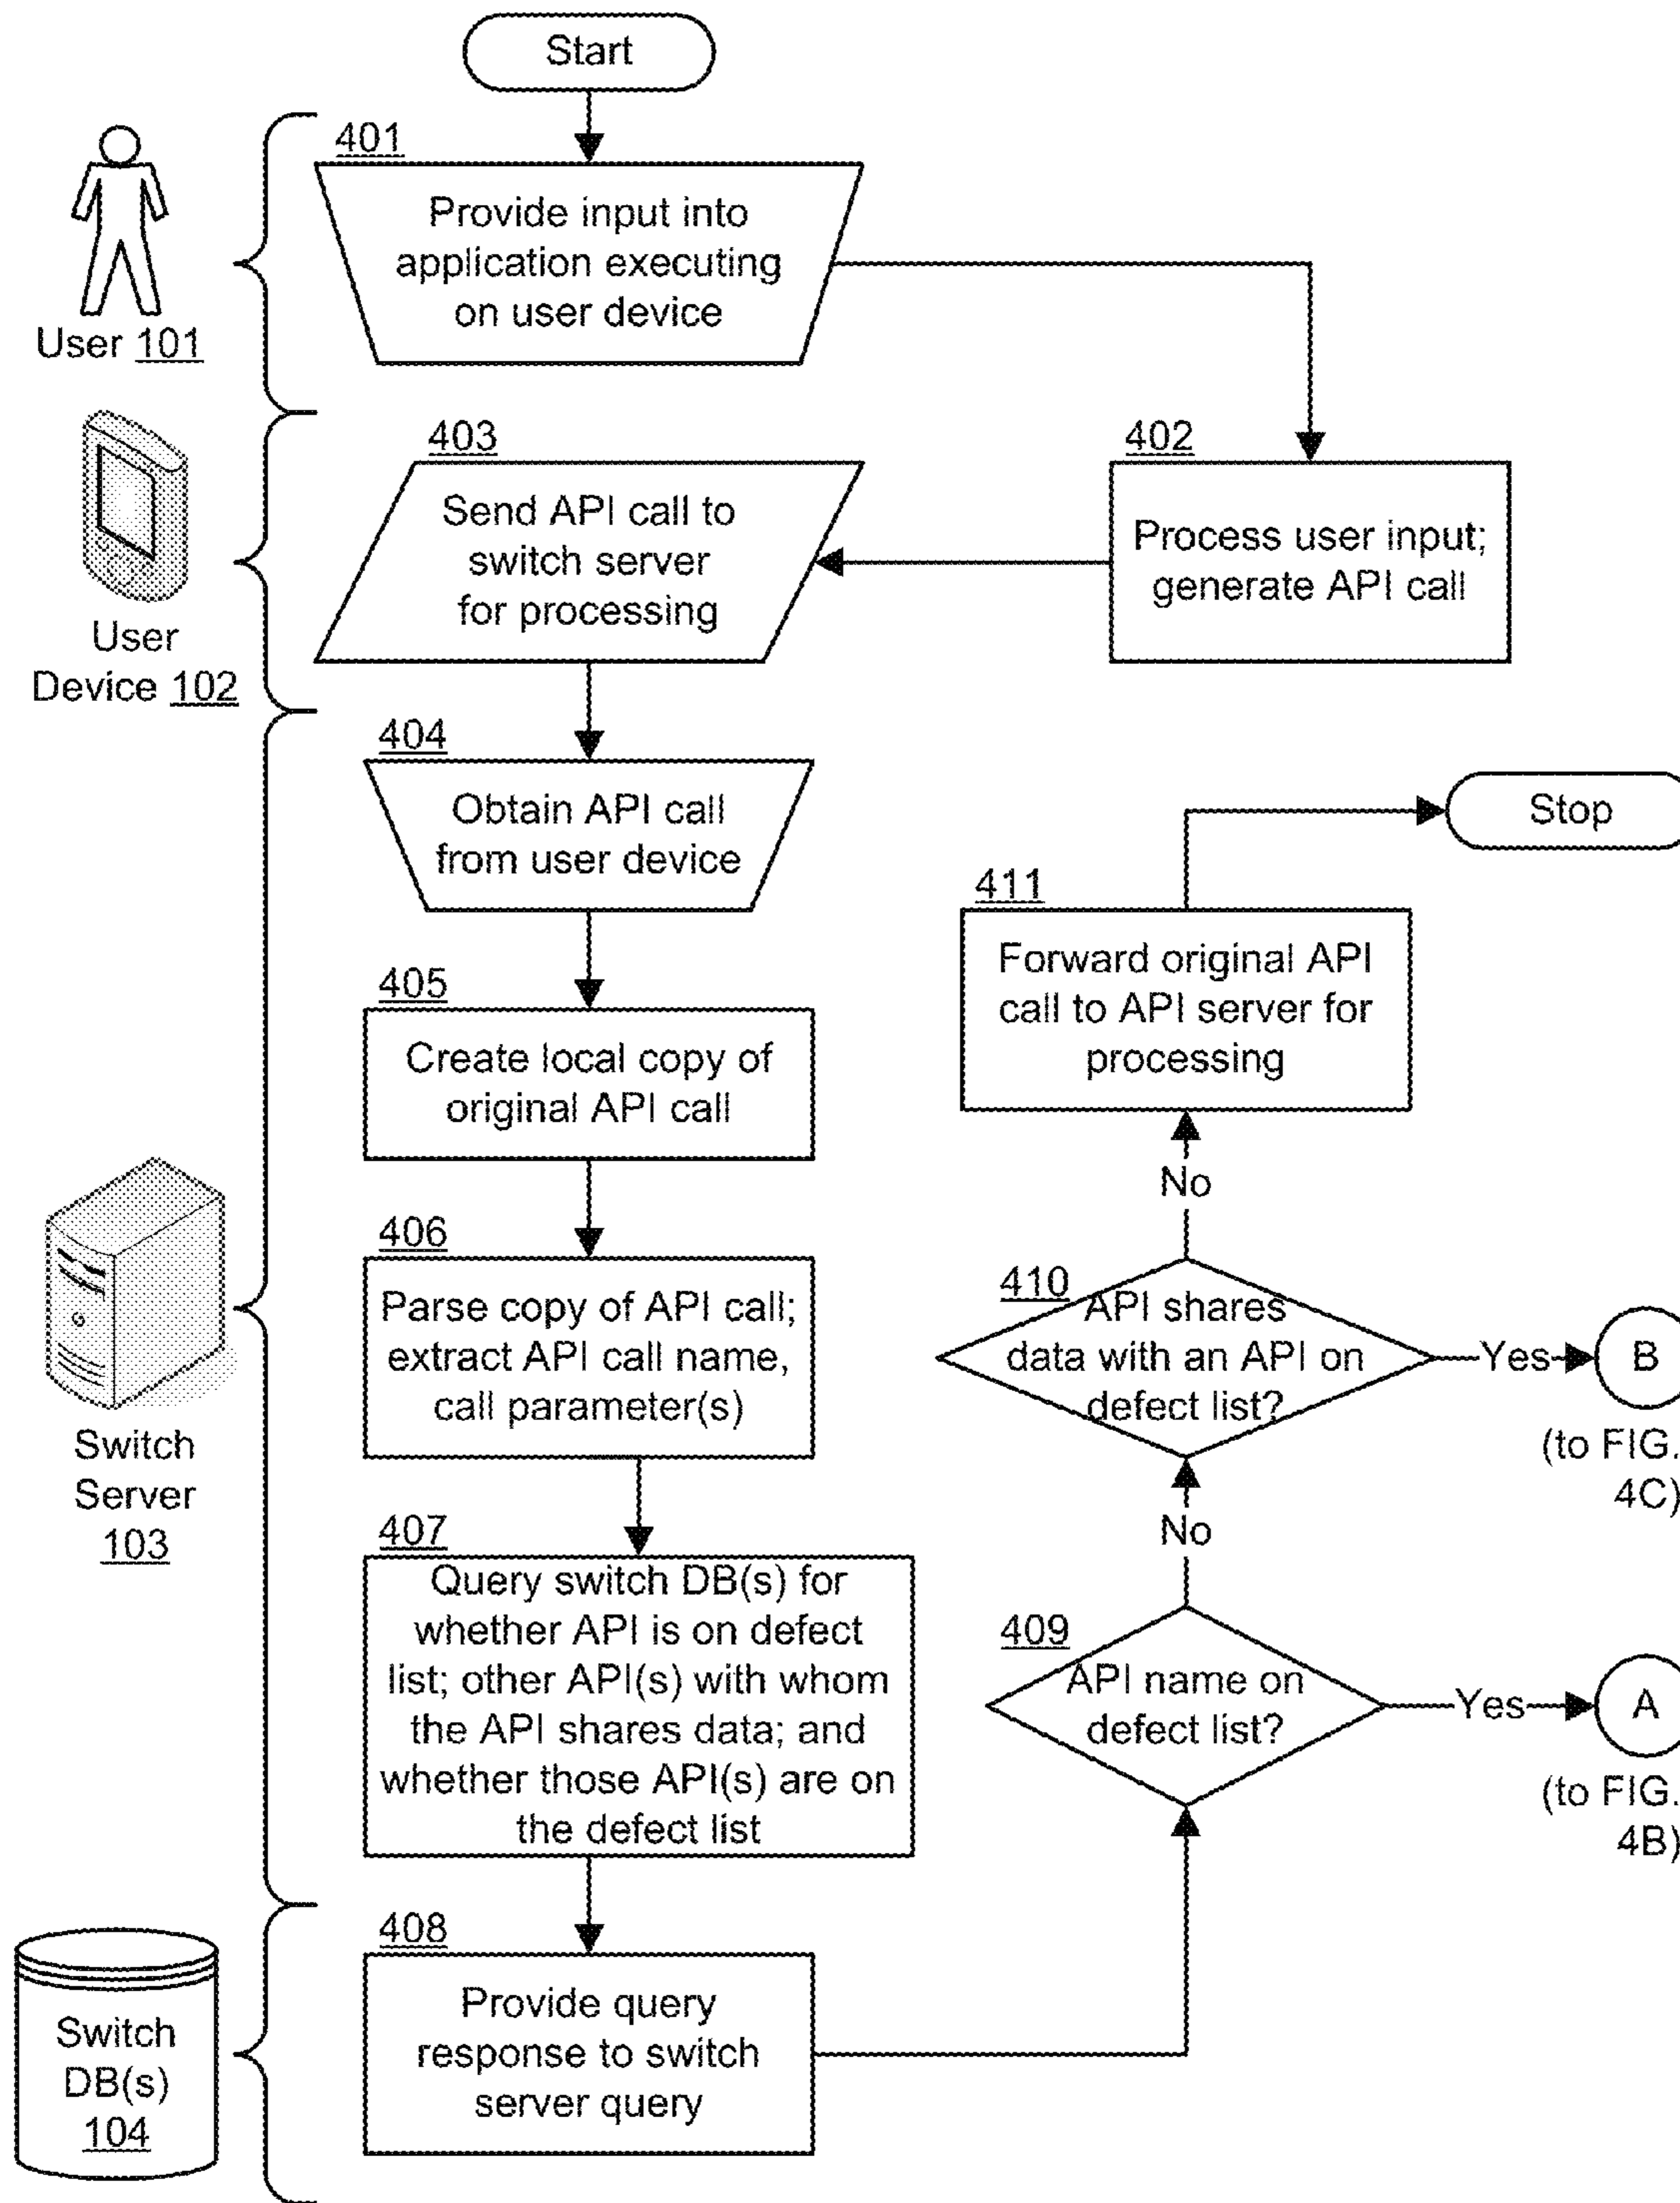 Start
401
Provide input into
application executing
on user device
User 101
403
Send API call to
switch server
for processing
402
Process user input;
generate API call
User
Device 102
404
Obtain API call
from user device
Stop
411
Forward original API
call to API server for
processing
405
Create local copy of
original API call
No
406
Parse copy of API call;
extract API call name,
call parameter(s)
410
API shares
data with an API on
defect list?
Yes
B
(to FIG.
4C)
Switch
Server
103
No
407
Query switch DB(s) for
whether API is on defect
list; other API(s) with whom
the API shares data; and
whether those API(s) are on
the defect list
409
API name on
defect list?
Yes
A
(to FIG.
4B)
408
Provide query
response to switch
server query
Switch
DB(s)
104